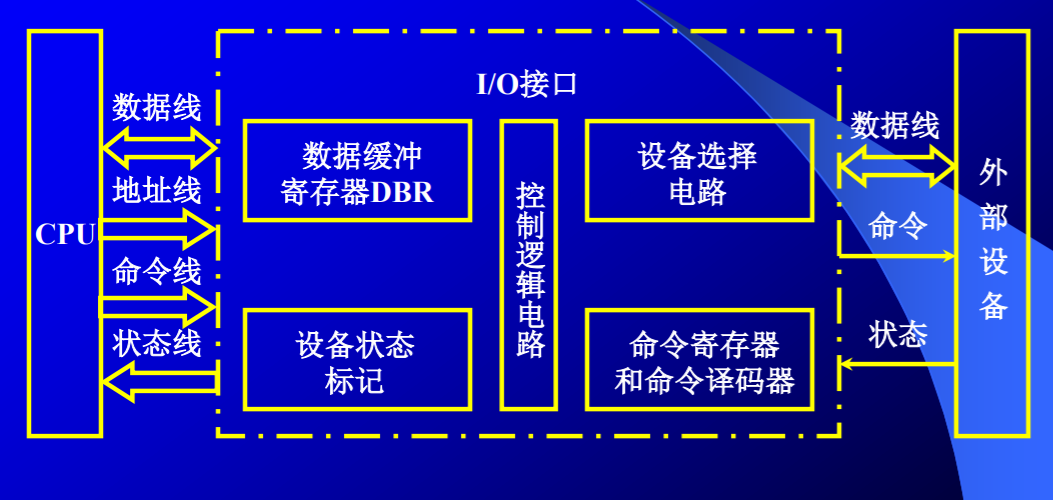 I/O接口
CPU
数据线
地址线
命令线
状态线
数据缓冲
寄存器DBR
设备状态
标记
控制逻辑电路
设备选择
电路
命令寄存器
和命令译码器
数据线
命令
状态
外部设备